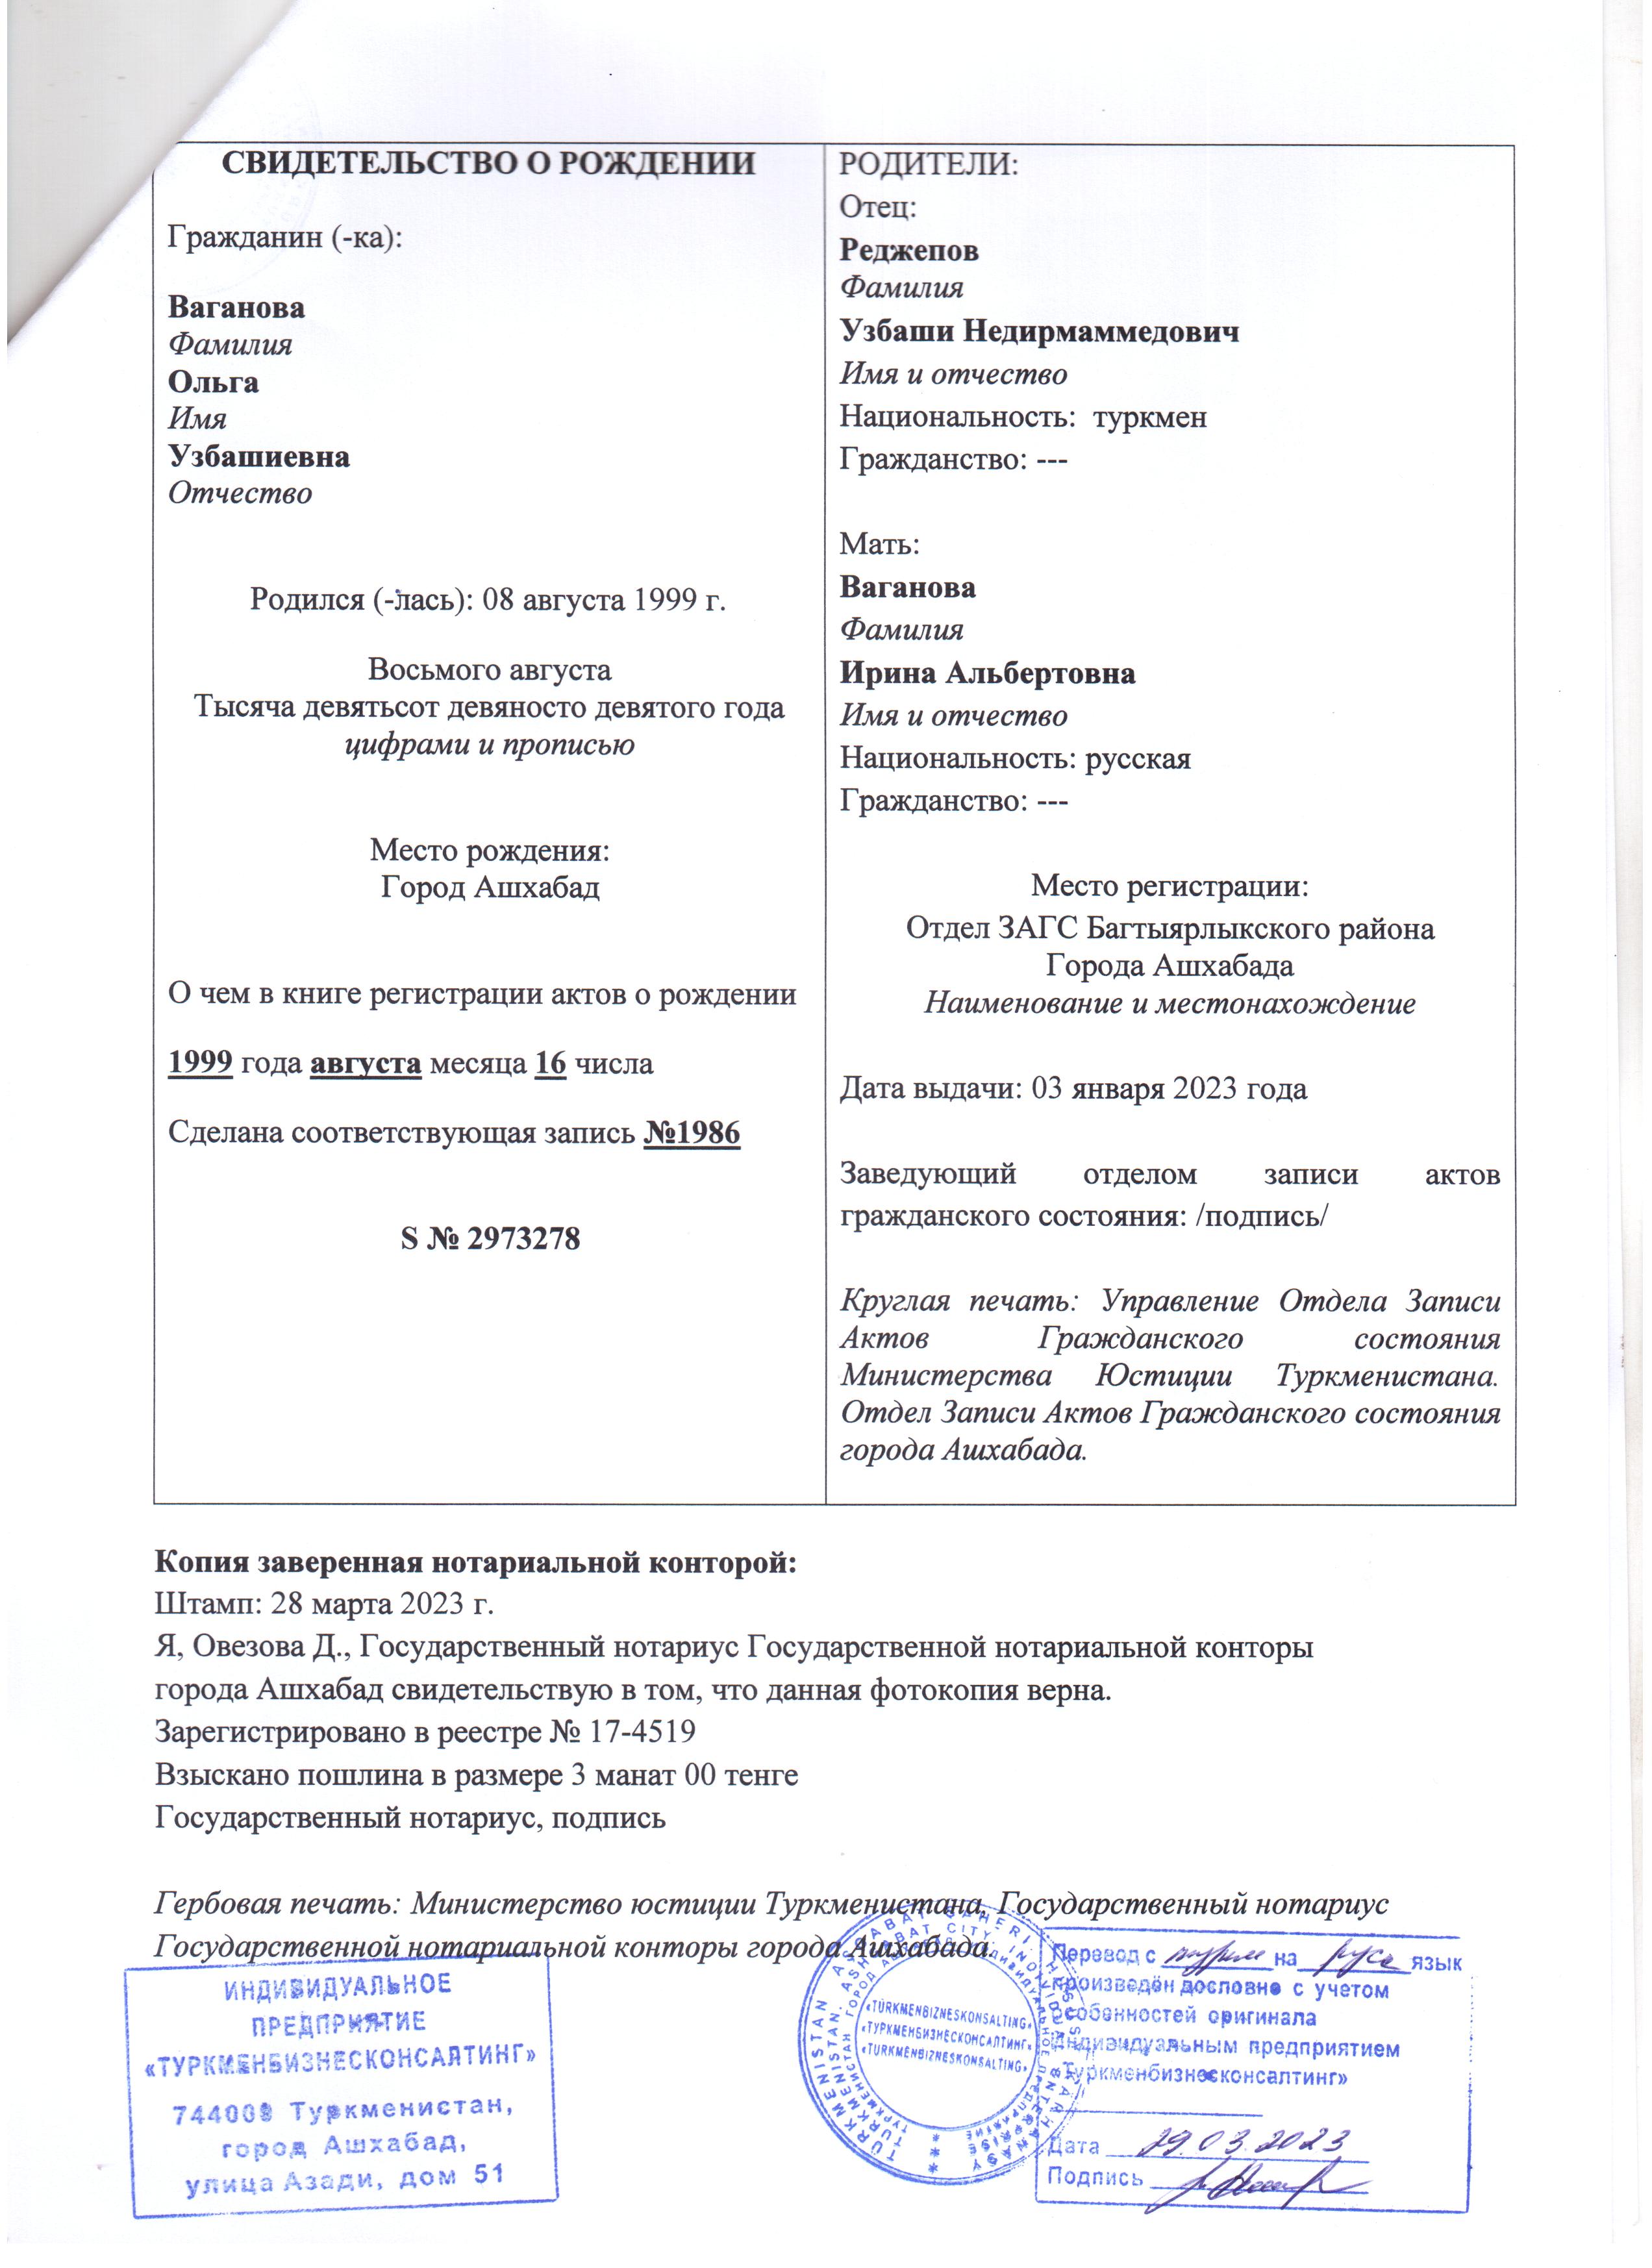 СВИДЕТЕЛЬСТВО О РОЖДЕНИИ
Гражданин (-ка):
Ваганова
Фамилия
Ольга
Имя
Узбашиевна
Отчество
Родился (-лась): 08 августа 1999 г.
Восьмого августа
Тысяча девятьсот девяносто девятого года
цифрами и прописью
Место рождения:
Город Ашхабад
О чем в книге регистрации актов о рождении
1999 года августа месяца 16 числа
Сделана соответствующая запись №1986
S № 2973278
РОДИТЕЛИ:
Отец:
Реджепов
Фамилия
Узбаши Недирмаммедович
Имя и отчество
Национальность: туркмен
Гражданство: ---
Мать:
Ваганова
Фамилия
Ирина Альбертовна
Имя и отчество
Национальность: русская
Гражданство: ---
Место регистрации:
Отдел ЗАГС Багтыярлыкского района
Города Ашхабада
Наименование и местонахождение
Дата выдачи: 03 января 2023 года
Заведующий отделом записи актов
гражданского состояния: /подпись/
Круглая печать: Управление Отдела Записи
Актов Гражданского состояния
Министерства Юстиции Туркменистана.
Отдел Записи Актов Гражданского состояния
города Ашхабада.
Копия заверенная нотариальной конторой:
Штамп: 28 марта 2023 г.
Я, Овезова Д., Государственный нотариус Государственной нотариальной конторы
города Ашхабад свидетельствую в том, что данная фотокопия верна.
Зарегистрировано в реестре № 17-4519
Взыскано пошлина в размере 3 манат 00 тенге
Государственный нотариус, подпись
Гербовая печать: Министерство юстиции Туркменистана, Государственный нотариус
Государственной нотариальной конторы города Ашхабада.
ИНДИВИДУАЛЬНОЕ
ПРЕДПРИЯТИЕ
«ТУРКМЕНБИЗНЕСКОНСАЛТИНГ»
Туркменистан,
город Ашхабад,
улица Азади, дом 51
«TÜRKMENBIZNESKONSALTING»
«ТУРКМЕНБИЗНЕСКОНСАЛТИНГ»
«TURKMENBIZNESKONSALTING»
Перевод с на язык
произведён дословно с учетом
особенностей оригинала
Индивидуальным предприятием
«Туркменбизнесконсалтинг»
Дата 29.03.2023
Подпись